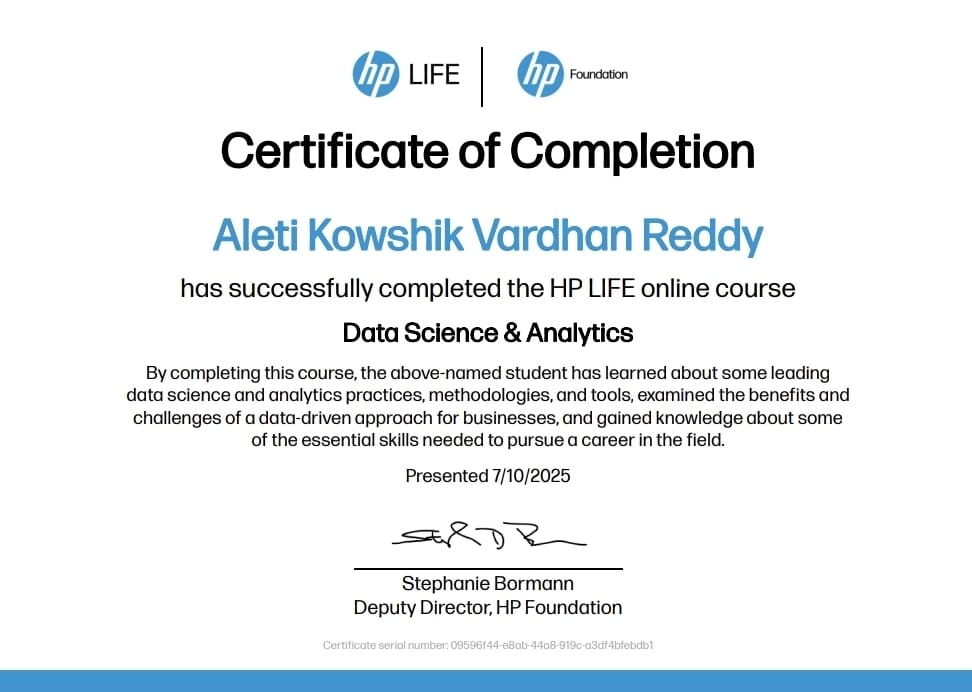 hp LIFE hp Foundation
Certificate of Completion
Aleti Kowshik Vardhan Reddy
has successfully completed the HP LIFE online course
Data Science & Analytics
By completing this course, the above-named student has learned about some leading
data science and analytics practices, methodologies, and tools, examined the benefits and
challenges of a data-driven approach for businesses, and gained knowledge about some
of the essential skills needed to pursue a career in the field.
Presented 7/10/2025
Stephanie Bormann
Deputy Director, HP Foundation
Certificate serial number: 09596f44-e8ab-44a8-919c-a3df4bfebdb1